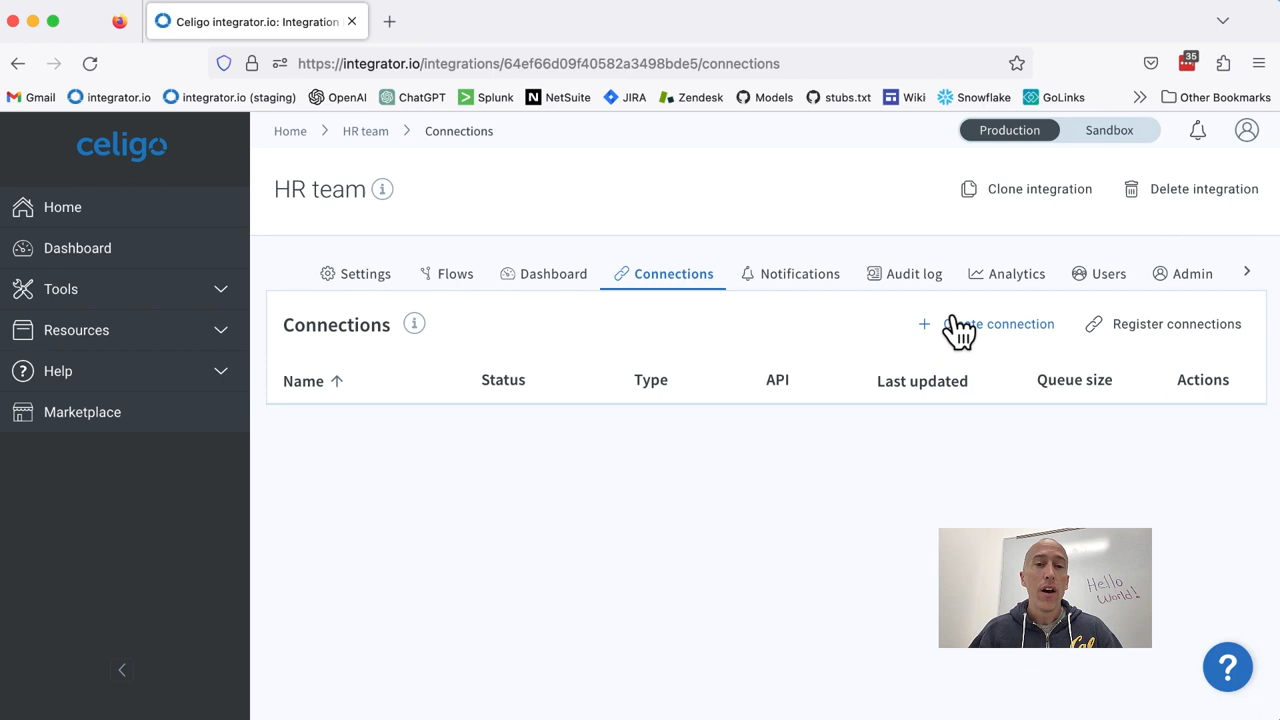 Celigo integrator.io: Integration
https://integrator.io/integrations/64ef66d09f40582a3498bde5/connections
35
Gmail
integrator.io
integrator.io (staging)
OpenAI
ChatGPT
Splunk
NetSuite
JIRA
Zendesk
Models
stubs.txt
Wiki
Snowflake
GoLinks
Other Bookmarks
celigo
Home
Dashboard
Tools
Resources
Help
Marketplace
Home
HR team
Connections
Production
Sandbox
HR team
Clone integration
Delete integration
Settings
Flows
Dashboard
Connections
Notifications
Audit log
Analytics
Users
Admin
Connections
connection
Register connections
Name
Status
Type
API
Last updated
Queue size
Actions
Hello
World!
Cal
?